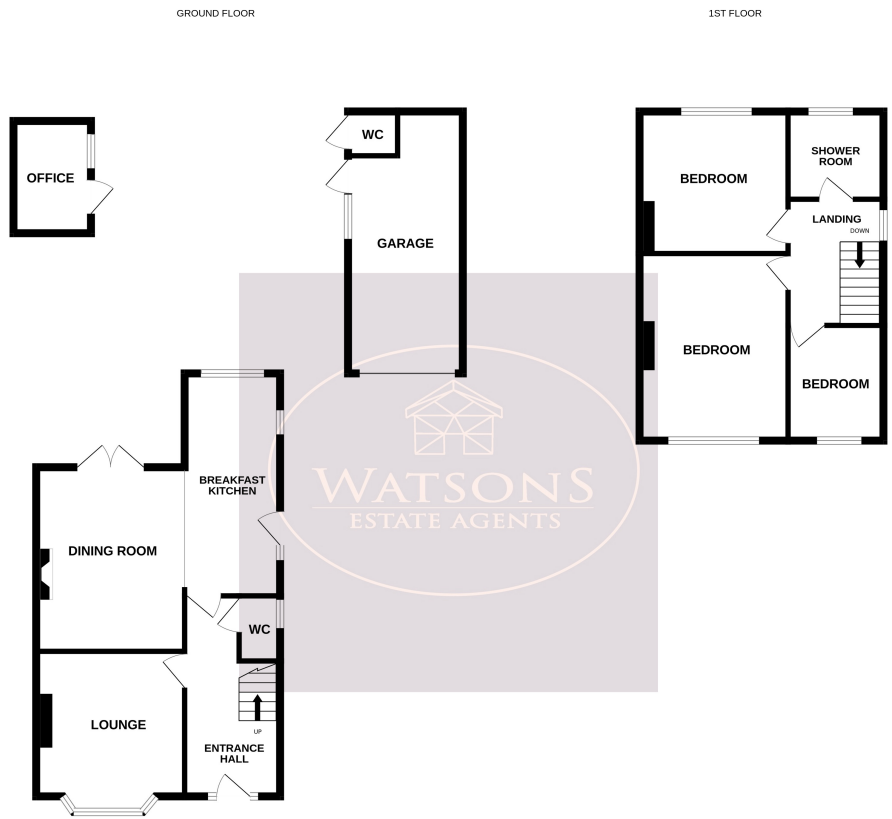 GROUND FLOOR
1ST FLOOR
OFFICE
WC
GARAGE
BEDROOM
SHOWER
ROOM
LANDING
DOWN
BEDROOM
BEDROOM
BREAKFAST
KITCHEN
DINING ROOM
WC
LOUNGE
UP
ENTRANCE
HALL
WATSONS
ESTATE AGENTS